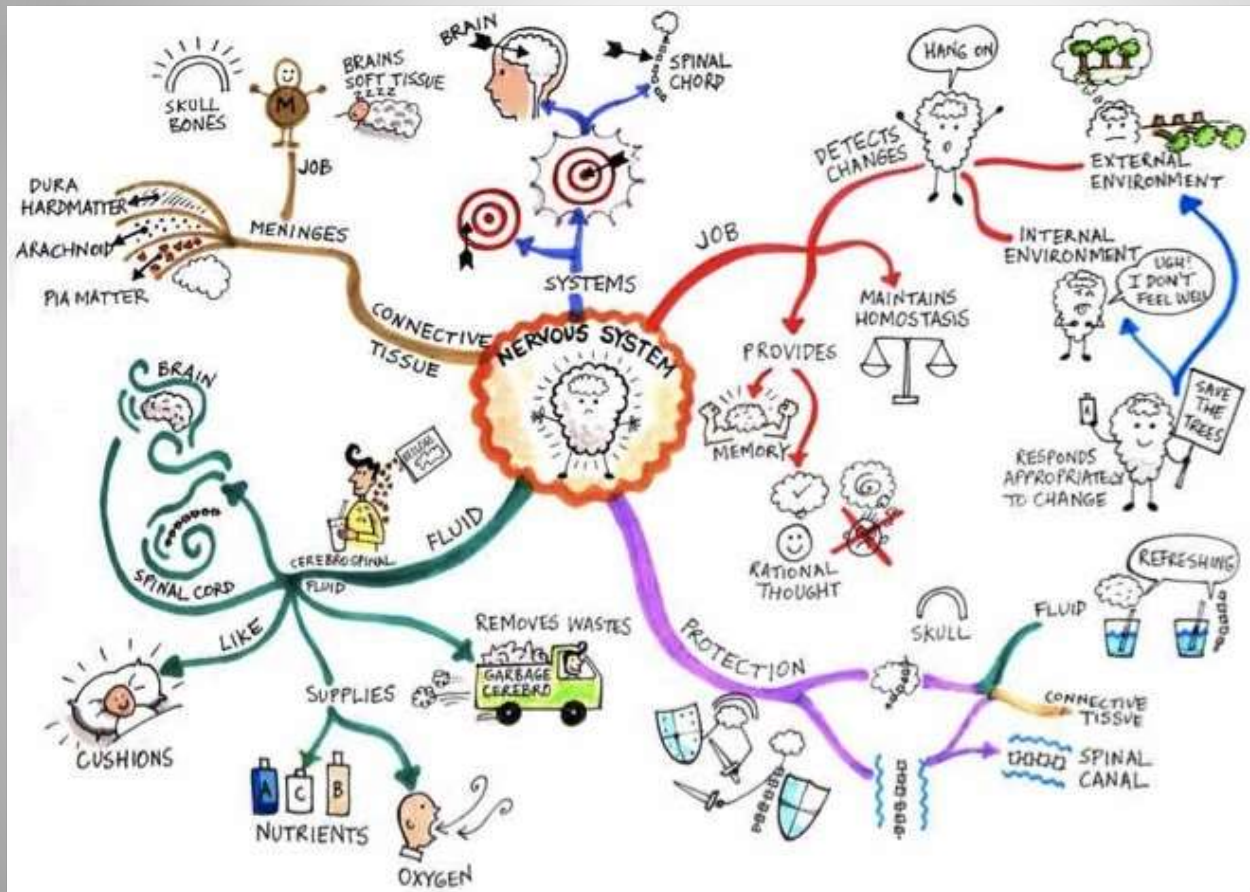 NERVOUS SYSTEM
SYSTEMS
BRAIN
SPINAL
CHORD
JOB
DETECTS
CHANGES
HANG ON
EXTERNAL
ENVIRONMENT
INTERNAL
ENVIRONMENT
UGH!
I DON'T
FEEL WELL
SAVE
THE
TREES
A
RESPONDS
APPROPRIATELY
TO CHANGE
MAINTAINS
HOMOSTASIS
PROVIDES
MEMORY
RATIONAL
THOUGHT
PROTECTION
SKULL
FLUID
REFRESHING
CONNECTIVE
TISSUE
SPINAL
CANAL
FLUID
CEREBROSPINAL
FLUID
BRAIN
SPINAL CORD
LIKE
CUSHIONS
SUPPLIES
A
C
B
NUTRIENTS
OXYGEN
REMOVES WASTES
GARBAGE
CEREBRO
CONNECTIVE
TISSUE
MENINGES
JOB
M
SKULL
BONES
BRAINS
SOFT TISSUE
ZZZZ
DURA
HARDMATTER
ARACHNOID
PIA MATTER